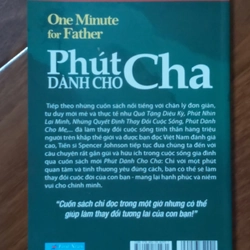 One Minute
for Father
Phút
DÀNH CHO
Cha
Tiếp theo những cuốn sách nổi tiếng với chân lý đơn giản,
tư duy mới mẻ và thực tế như Quà Tặng Diệu Kỳ, Phút Nhìn
Lại Mình, Những Quyết Định Thay Đổi Cuộc Sống, Phút Dành
Cho Mẹ,... đã làm thay đổi cuộc sống tinh thần hàng triệu
người trên khắp thế giới và được bạn đọc Việt Nam đánh giá
cao, Tiến sĩ Spencer Johnson tiếp tục đưa chúng ta đến với
câu chuyện rất gần gũi và hữu ích trong cuộc sống gia đình
qua cuốn sách mới Phút Dành Cho Cha: Chỉ với một phút
quan tâm và tình thương yêu đúng cách, bạn có thể sẽ làm
thay đổi cuộc đời của con bạn! - mang lại hạnh phúc và niềm
vui cho chính mình.
"Cuốn sách chỉ đọc trong một giờ nhưng có thể
giúp làm thay đổi tương lai của con bạn!"